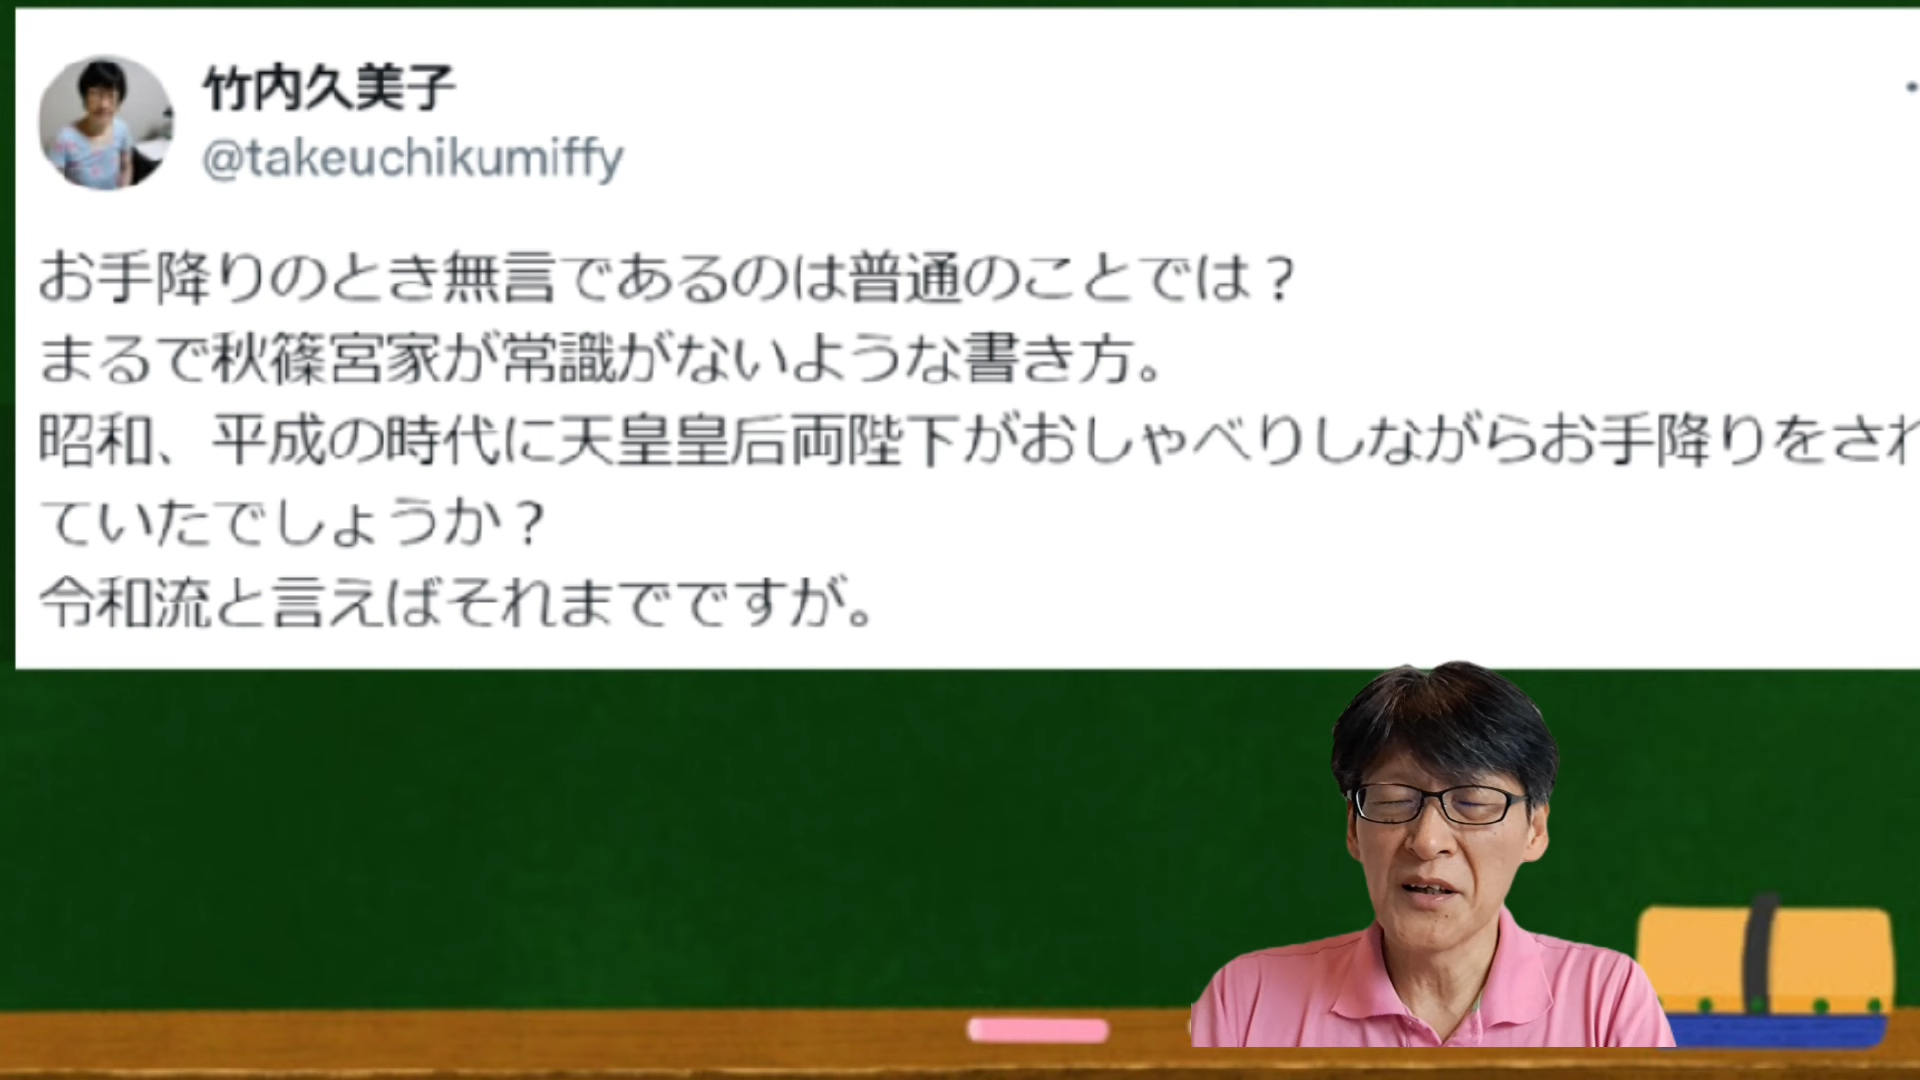 竹内久美子
@takeuchikumiffy
お手降りのとき無言であるのは普通のことでは？
まるで秋篠宮家が常識がないような書き方。
昭和、平成の時代に天皇皇后両陛下がおしゃべりしながらお手降りをされ
ていたでしょうか？
令和流と言えばそれまでですが。